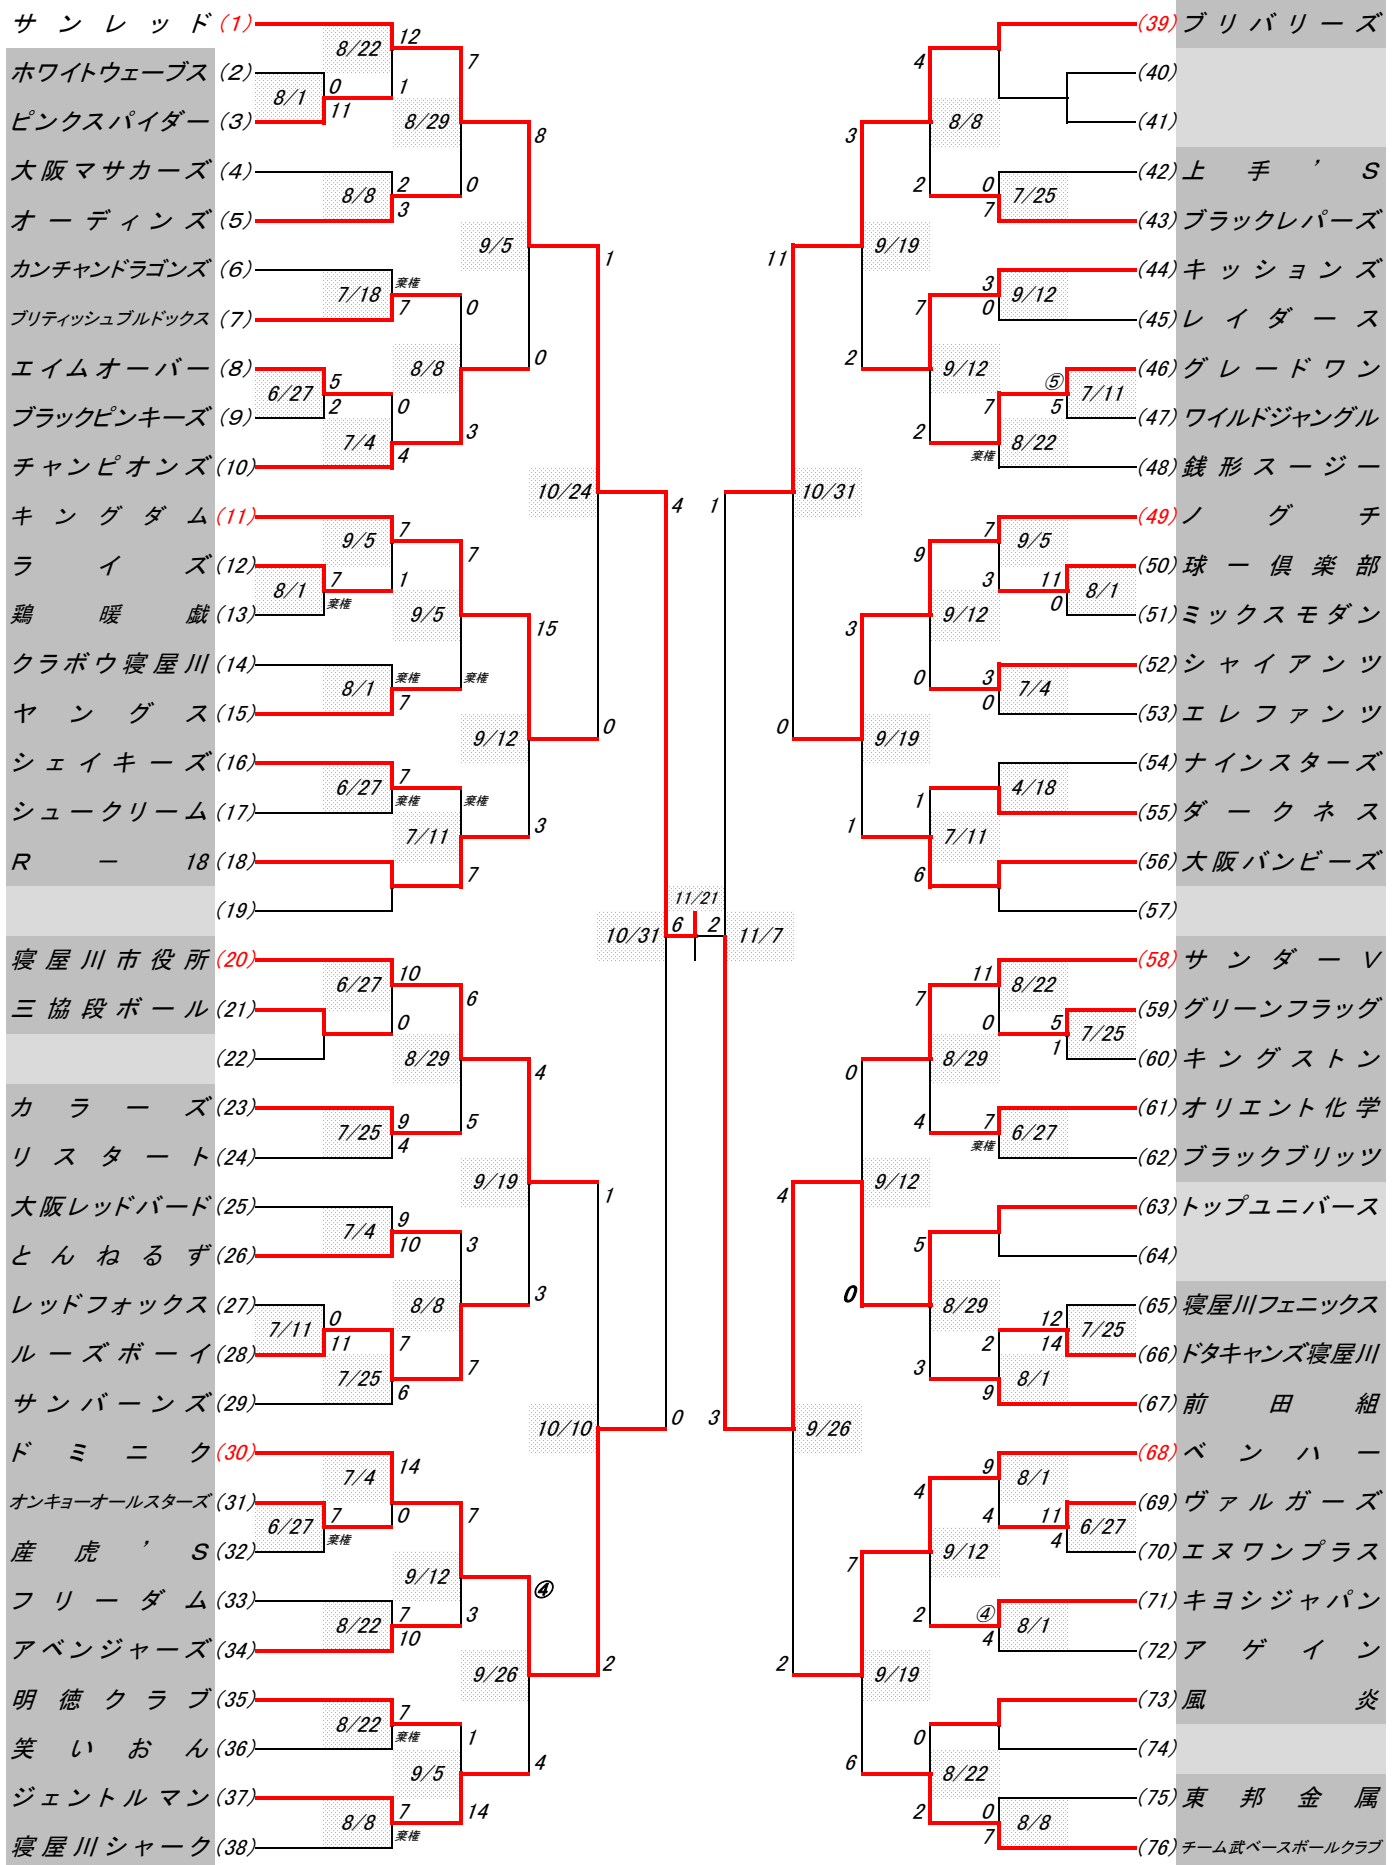 サンレッド (1)
ホワイトウェーブス (2)
ピンクスパイダー (3)
大阪マサカーズ (4)
オーディンズ (5)
カンチャンドラゴンズ (6)
ブリティッシュブルドックス (7)
エイムオーバー (8)
ブラックピンキーズ (9)
チャンピオンズ (10)
キングダム (11)
ライズ (12)
鶏暖戯 (13)
クラボウ寝屋川 (14)
ヤングス (15)
シェイキーズ (16)
シュークリーム (17)
R－18 (18)
(19)
寝屋川市役所 (20)
三協段ボール (21)
(22)
カラーズ (23)
リスタート (24)
大阪レッドバード (25)
とんねるず (26)
レッドフォックス (27)
ルーズボーイ (28)
サンバーンズ (29)
ドミニク (30)
オンキョーオールスターズ (31)
産虎’S (32)
フリーダム (33)
アベンジャーズ (34)
明徳クラブ (35)
笑いおん (36)
ジェントルマン (37)
寝屋川シャーク (38)
8/1 0 11
6/27 5 2
8/1 7 棄権
7/11 0 11
6/27 7 棄権
8/22 12 1
8/8 2 3
7/18 棄権 7
7/4 0 4
9/5 7 1
8/1 棄権 7
6/27 7 棄権
6/27 10 0
7/25 9 4
7/4 9 10
7/25 7 6
7/4 14 0
8/22 7 10
8/22 7 棄権
8/8 7 棄権
8/29 7 0
8/8 0 3
9/5 7 棄権
7/11 棄権 7
8/29 6 5
8/8 3 7
9/12 7 3
9/5 1 14
9/5 8 0
9/12 15 3
9/19 4 3
9/26 ④ 4
10/24 1 0
10/10 1 2
10/31 4 0
11/21
6 2
11/7 1 3
10/31 11 0
9/26 4 2
9/19 3 2
9/19 3 1
9/12 0 0
9/19 7 6
8/8 4 2
9/12 7 2
9/12 9 0
7/11 1 6
8/29 7 4
8/29 5 3
9/12 4 2
8/22 0 2
7/25 0 7
9/12 3 0
8/22 7 棄権
9/5 7 3
7/4 3 0
4/18
8/22 11 0
6/27 7 棄権
8/1 2 9
8/1 9 4
8/1 ④ 4
8/8 0 7
7/11 ⑤ 5
8/1 11 0
7/25 5 1
7/25 12 14
6/27 11 4
(39) ブリバリーズ
(40)
(41)
(42) 上手’S
(43) ブラックレパーズ
(44) キッションズ
(45) レイダース
(46) グレードワン
(47) ワイルドジャングル
(48) 銭形スージー
(49) ノグチ
(50) 球一倶楽部
(51) ミックスモダン
(52) シャイアンツ
(53) エレファンツ
(54) ナインスターズ
(55) ダークネス
(56) 大阪バンビーズ
(57)
(58) サンダーV
(59) グリーンフラッグ
(60) キングストン
(61) オリエント化学
(62) ブラックブリッツ
(63) トップユニバース
(64)
(65) 寝屋川フェニックス
(66) ドタキャンズ寝屋川
(67) 前田組
(68) ベンハー
(69) ヴァルガーズ
(70) エヌワンプラス
(71) キヨシジャパン
(72) アゲイン
(73) 風炎
(74)
(75) 東邦金属
(76) チーム武ベースボールクラブ